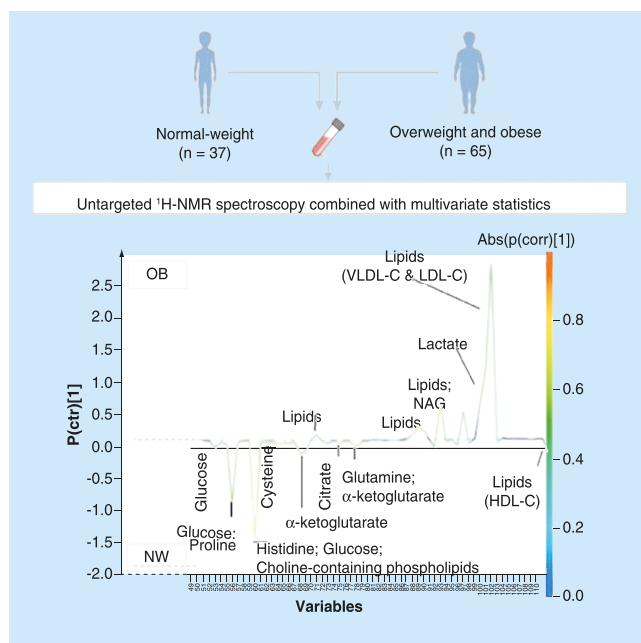 Normal-weight
(n = 37)
Overweight and obese
(n = 65)
Untargeted ¹H-NMR spectroscopy combined with multivariate statistics
Abs(p(corr)[1])
Lipids
(VLDL-C & LDL-C)
OB
2.5
2.0
1.5
1.0
0.5
0.0
-0.5
-1.0
-1.5
-2.0
P(ctr)[1]
Lactate
Lipids;
NAG
Lipids
Lipids
Glucose
Cysteine
Citrate
Glutamine;
α-ketoglutarate
α-ketoglutarate
Lipids
(HDL-C)
Glucose:
Proline
Histidine; Glucose;
Choline-containing phospholipids
NW
0.8
0.6
0.4
0.2
0.0
Variables